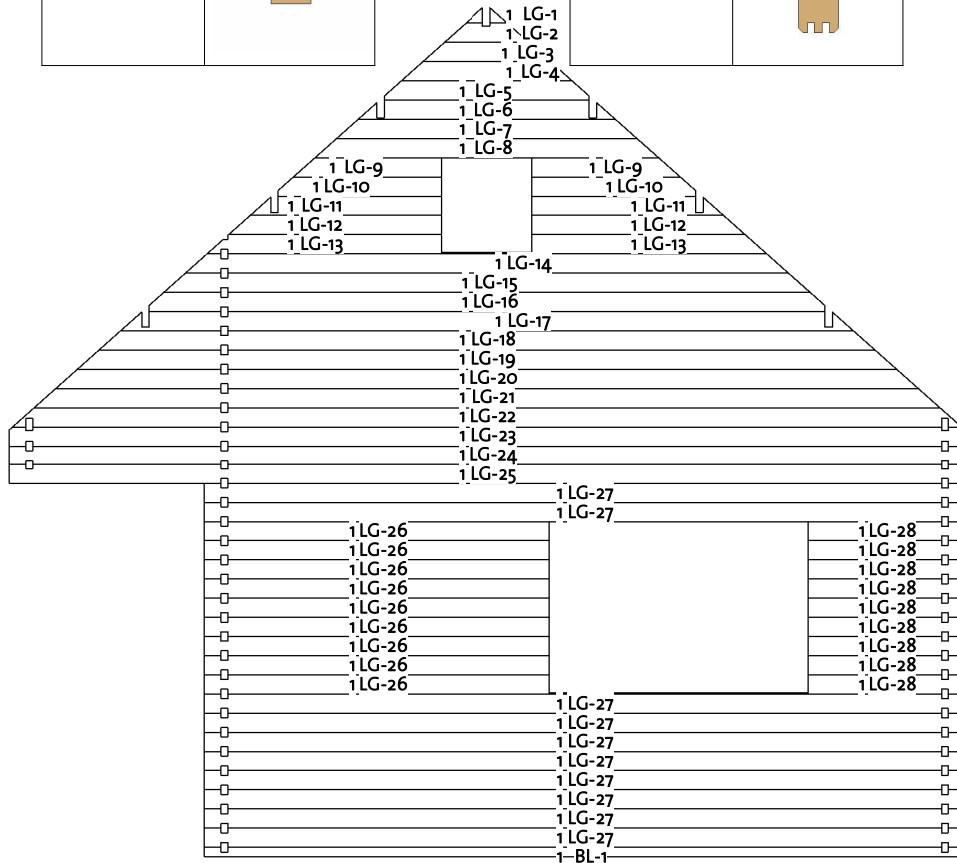 1 LG-1
1 LG-2
1 LG-3
1 LG-4
1 LG-5
1 LG-6
1 LG-7
1 LG-8
1 LG-9 1 LG-9
1 LG-10 1 LG-10
1 LG-11 1 LG-11
1 LG-12 1 LG-12
1 LG-13 1 LG-13
1 LG-14
1 LG-15
1 LG-16
1 LG-17
1 LG-18
1 LG-19
1 LG-20
1 LG-21
1 LG-22
1 LG-23
1 LG-24
1 LG-25
1 LG-27
1 LG-27
1 LG-26 1 LG-28
1 LG-26 1 LG-28
1 LG-26 1 LG-28
1 LG-26 1 LG-28
1 LG-26 1 LG-28
1 LG-26 1 LG-28
1 LG-26 1 LG-28
1 LG-26 1 LG-28
1 LG-26 1 LG-28
1 LG-27
1 LG-27
1 LG-27
1 LG-27
1 LG-27
1 LG-27
1 LG-27
1 LG-27
1 BL-1